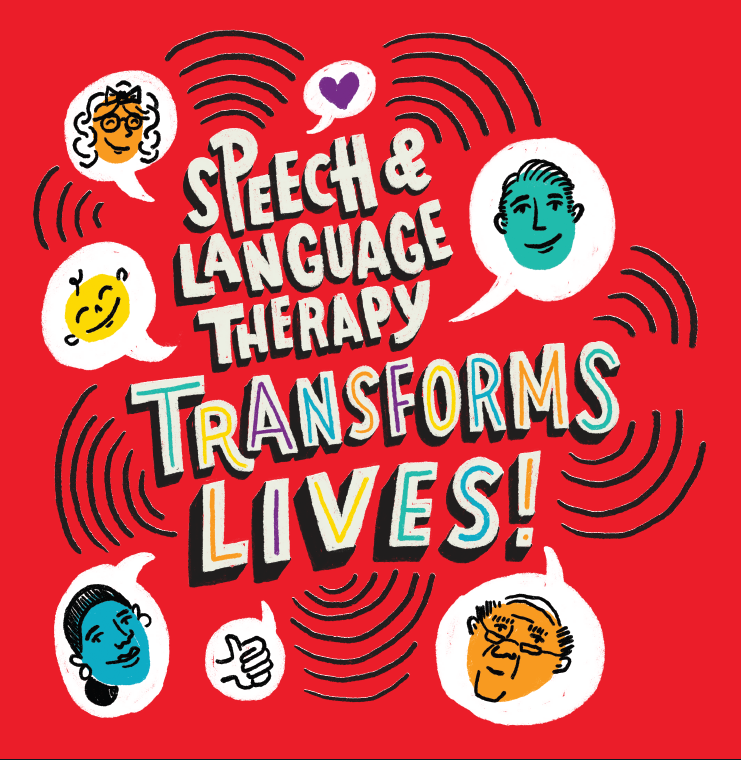 SPEECH &
LANGUAGE
THERAPY
TRANSFORMS
LIVES!